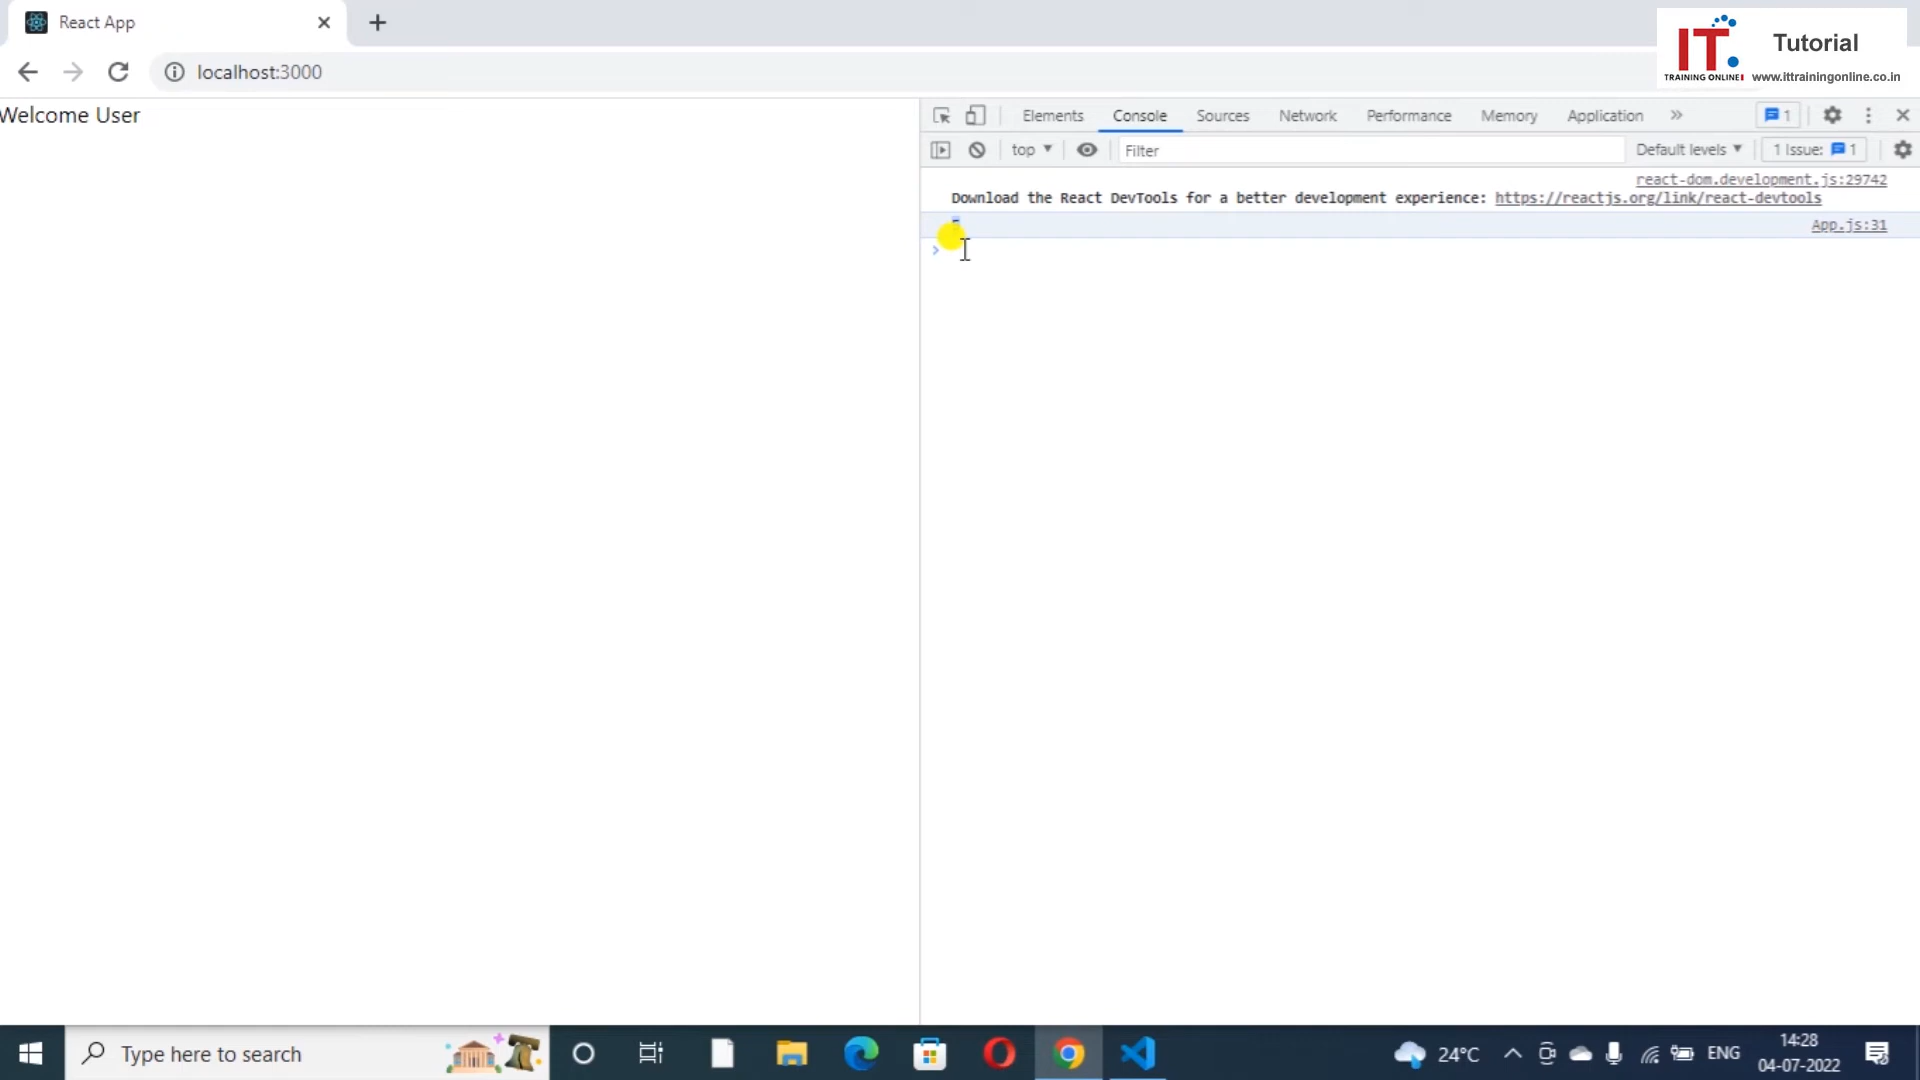 React App
IT.
TRAINING ONLINE
Tutorial
www.ittrainingonline.co.in
localhost:3000
Welcome User
Elements Console Sources Network Performance Memory Application » 1
top Filter Default levels 1 Issue: 1
react-dom.development.js:29742
Download the React DevTools for a better development experience: https://reactjs.org/link/react-devtools
App.js:31
Type here to search
24°C
ENG
14:28
04-07-2022